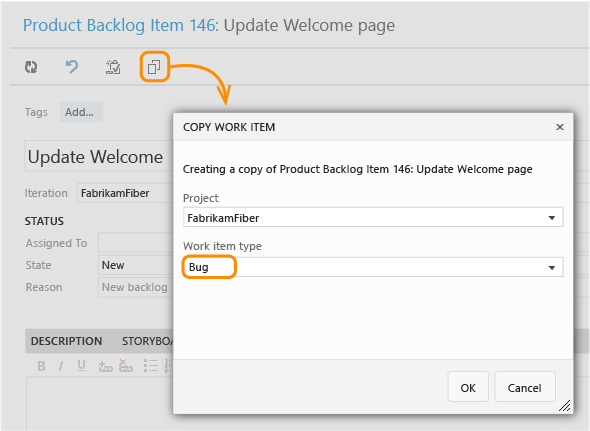 Product Backlog Item 146: Update Welcome page
Tags Add...
COPY WORK ITEM
Update Welcome
Creating a copy of Product Backlog Item 146: Update Welcome page
Iteration FabrikamFiber
Project
FabrikamFiber
STATUS
Assigned To
Work item type
State New
Bug
Reason New backlog
DESCRIPTION STORYBOA
B I U
OK Cancel